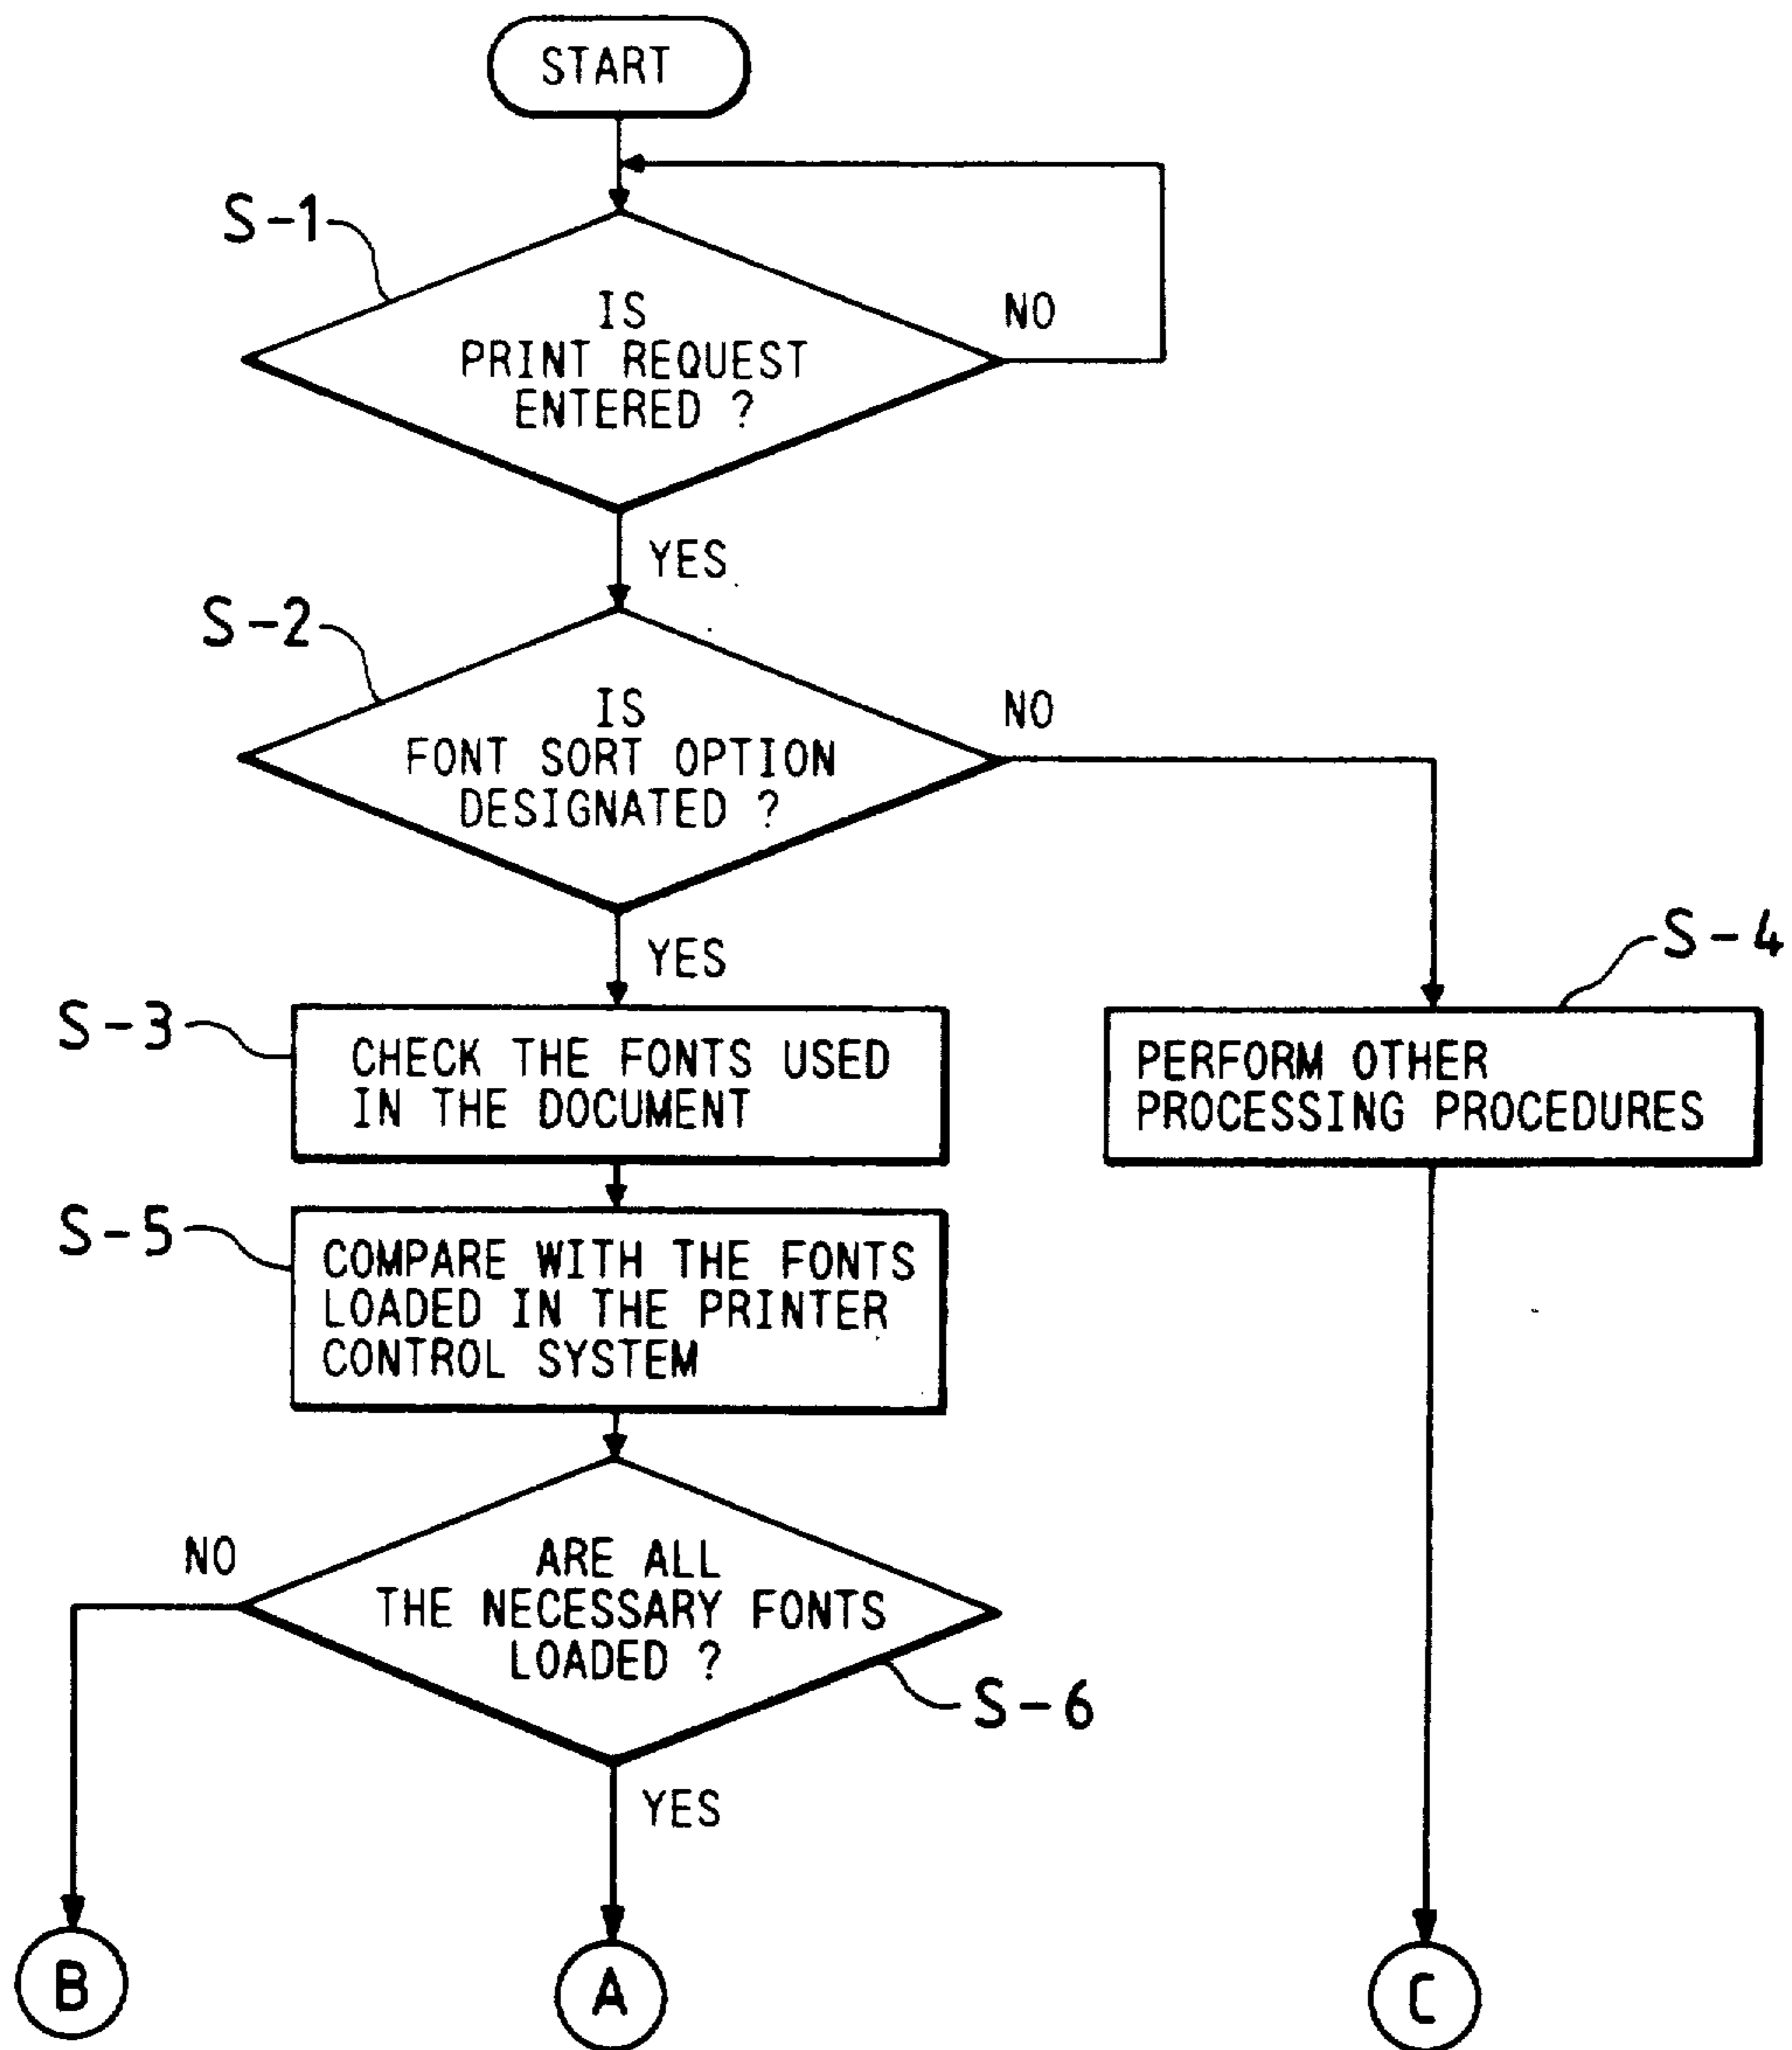 START
S-1
IS
PRINT REQUEST
ENTERED ?
NO
YES
S-2
IS
FONT SORT OPTION
DESIGNATED ?
NO
YES
S-3
CHECK THE FONTS USED
IN THE DOCUMENT
S-4
PERFORM OTHER
PROCESSING PROCEDURES
S-5
COMPARE WITH THE FONTS
LOADED IN THE PRINTER
CONTROL SYSTEM
NO
ARE ALL
THE NECESSARY FONTS
LOADED ?
S-6
YES
B
A
C